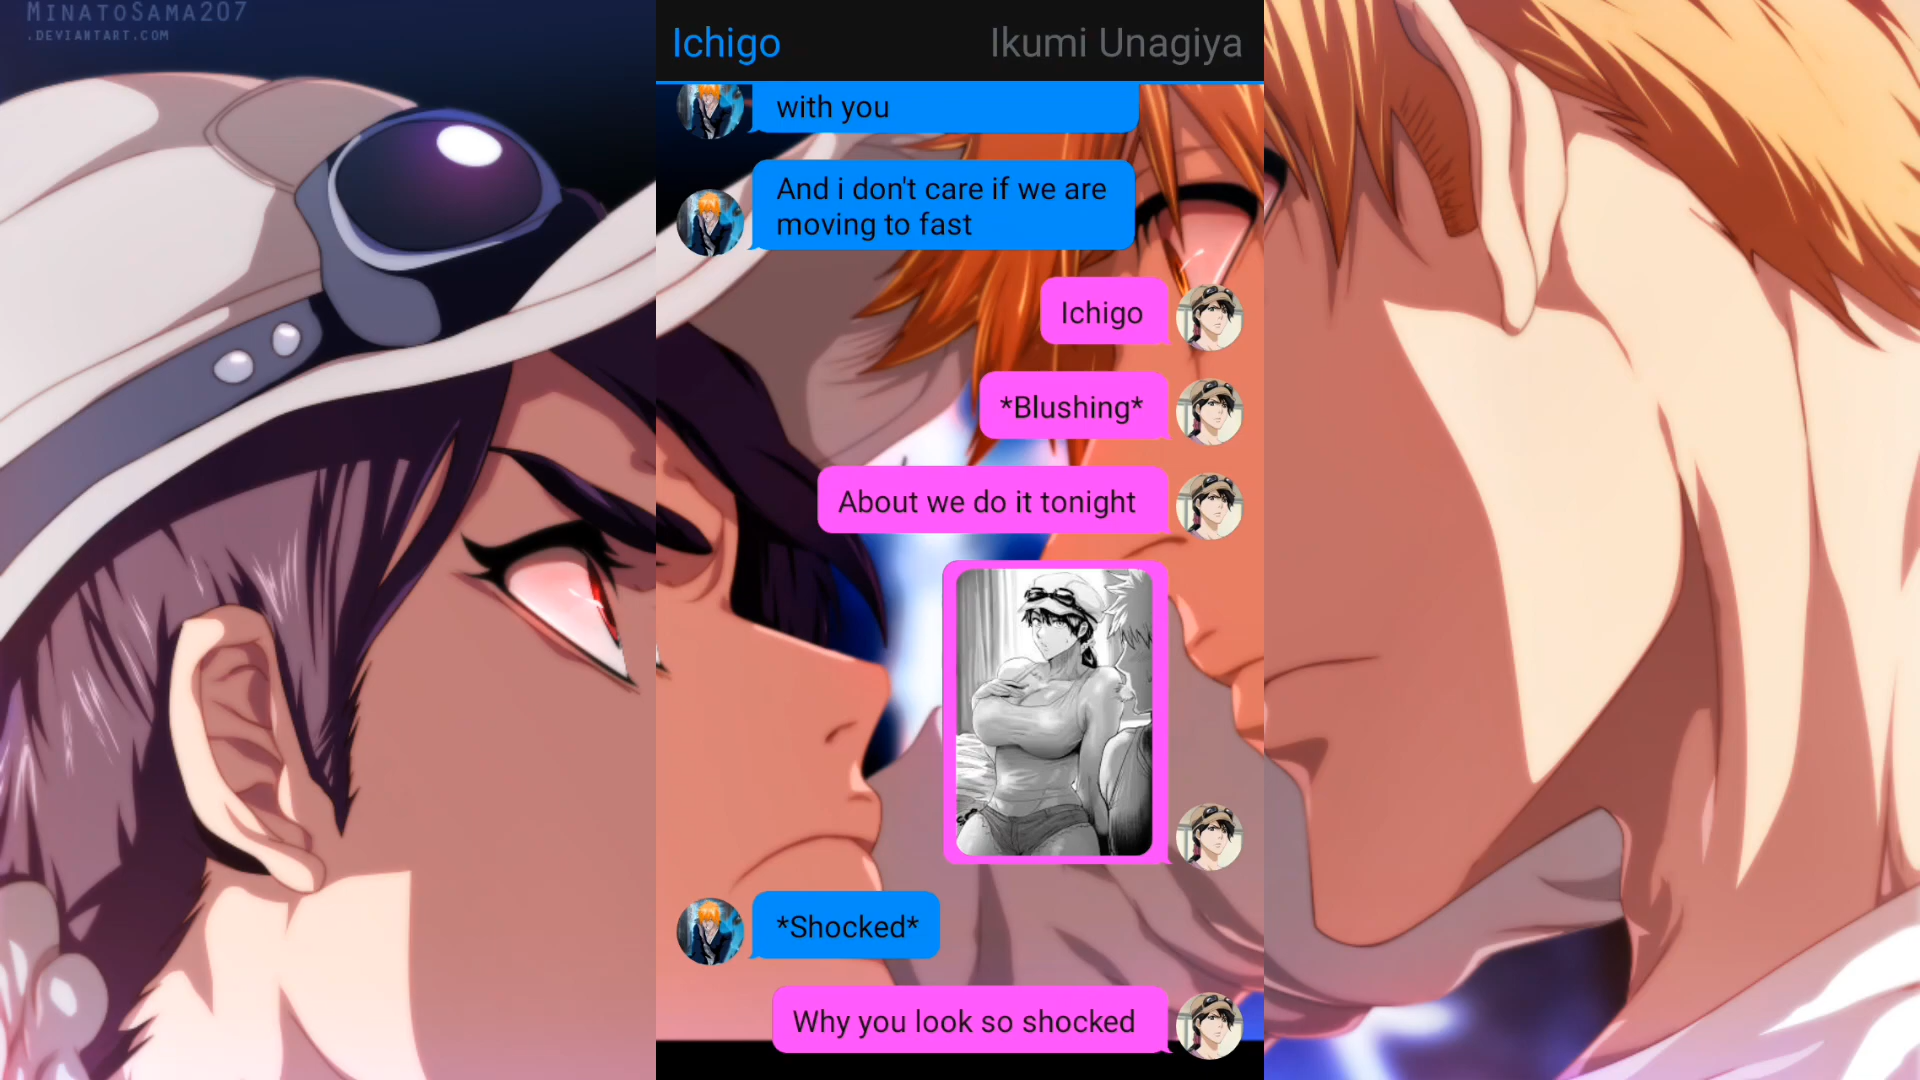 MINATOSAMA207
.DEVIANTART.COM
Ichigo
Ikumi Unagiya
with you
And i don't care if we are
moving to fast
Ichigo
*Blushing*
About we do it tonight
*Shocked*
Why you look so shocked